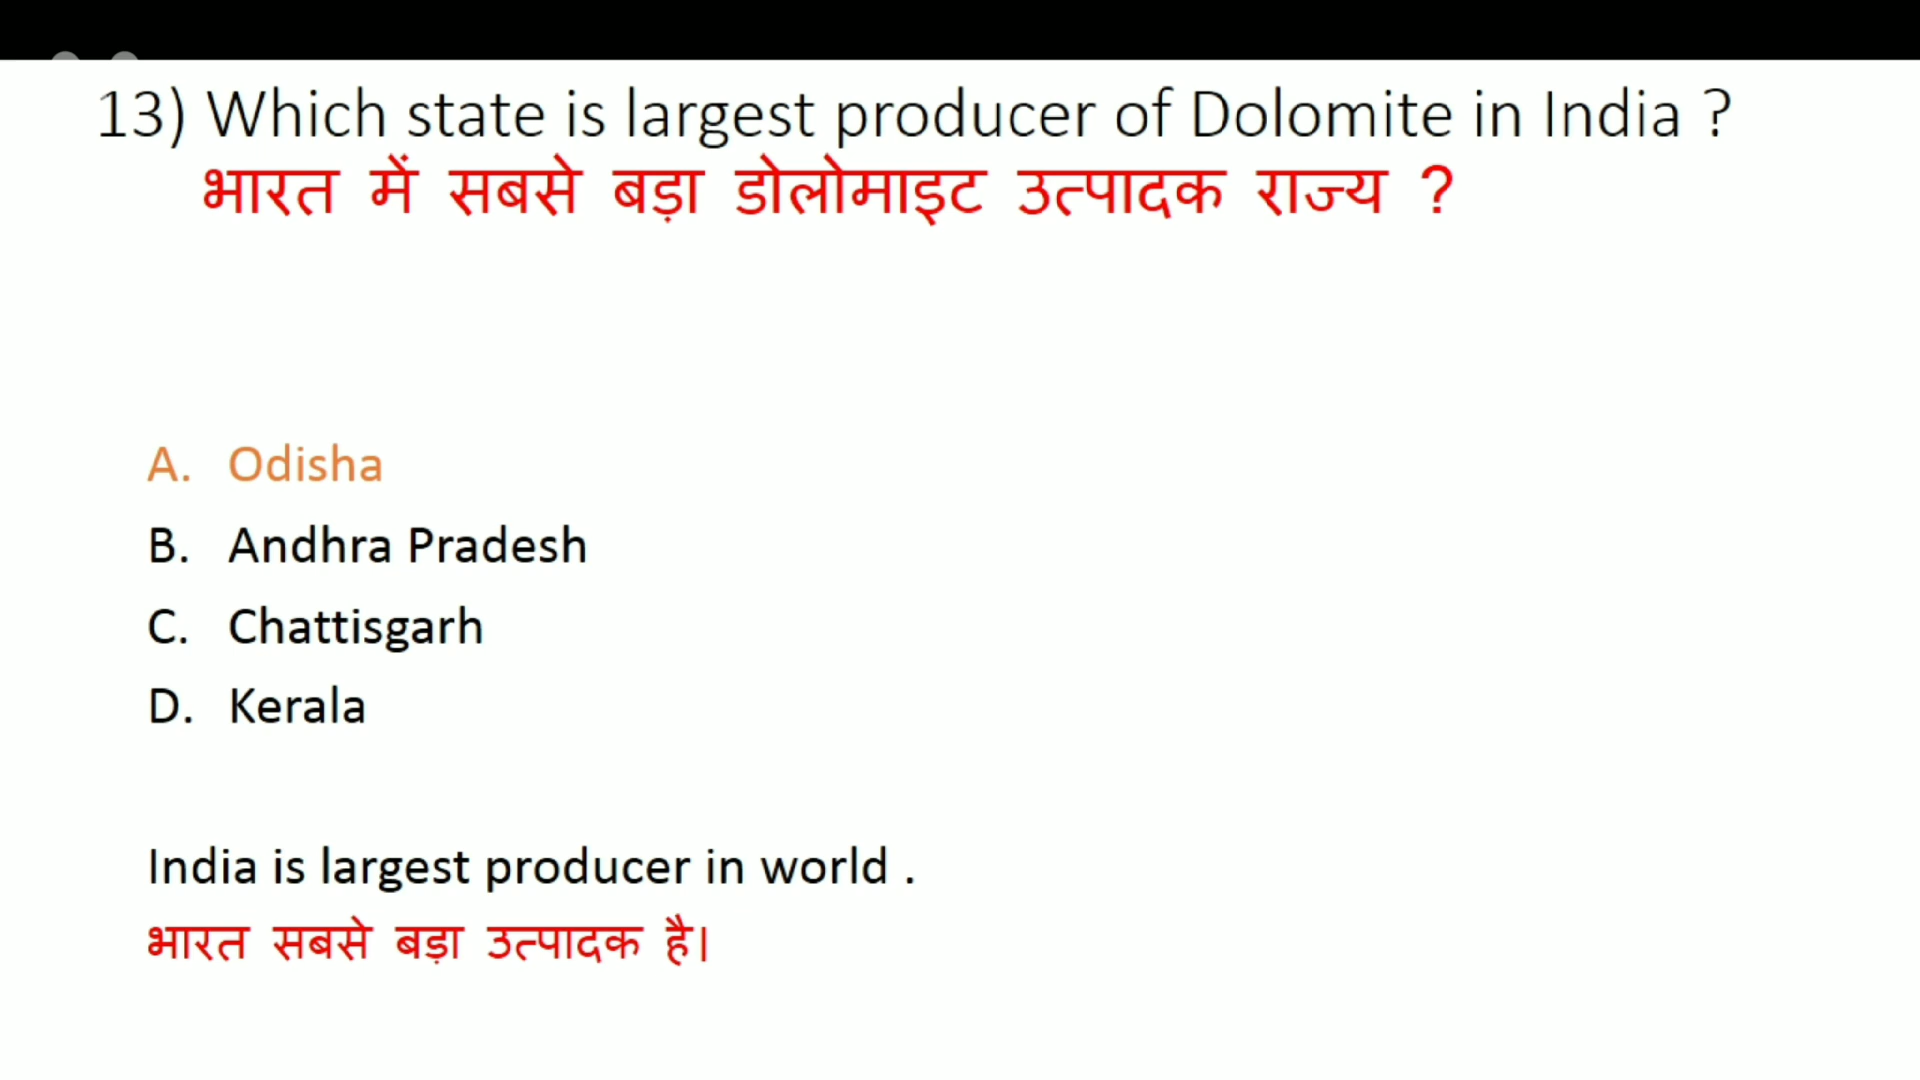 13) Which state is largest producer of Dolomite in India ?
भारत में सबसे बड़ा डोलोमाइट उत्पादक राज्य ?
A. Odisha
B. Andhra Pradesh
C. Chattisgarh
D. Kerala
India is largest producer in world .
भारत सबसे बड़ा उत्पादक है।